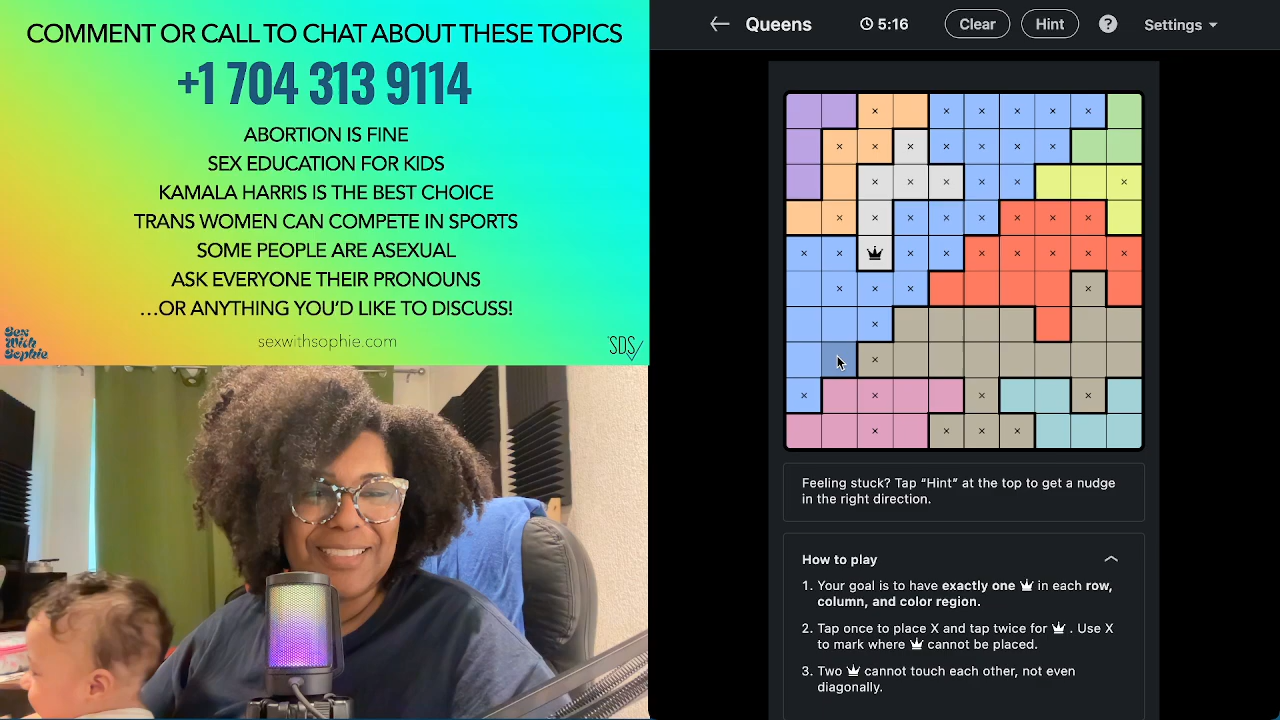 COMMENT OR CALL TO CHAT ABOUT THESE TOPICS
+1 704 313 9114
ABORTION IS FINE
SEX EDUCATION FOR KIDS
KAMALA HARRIS IS THE BEST CHOICE
TRANS WOMEN CAN COMPETE IN SPORTS
SOME PEOPLE ARE ASEXUAL
ASK EVERYONE THEIR PRONOUNS
...OR ANYTHING YOU'D LIKE TO DISCUSS!
sexwithsophie.com
Sex
With
Sophie
SDS
Queens
5:16
Clear
Hint
?
Settings
Feeling stuck? Tap “Hint” at the top to get a nudge
in the right direction.
How to play
1. Your goal is to have exactly one in each row,
column, and color region.
2. Tap once to place X and tap twice for . Use X
to mark where cannot be placed.
3. Two cannot touch each other, not even
diagonally.